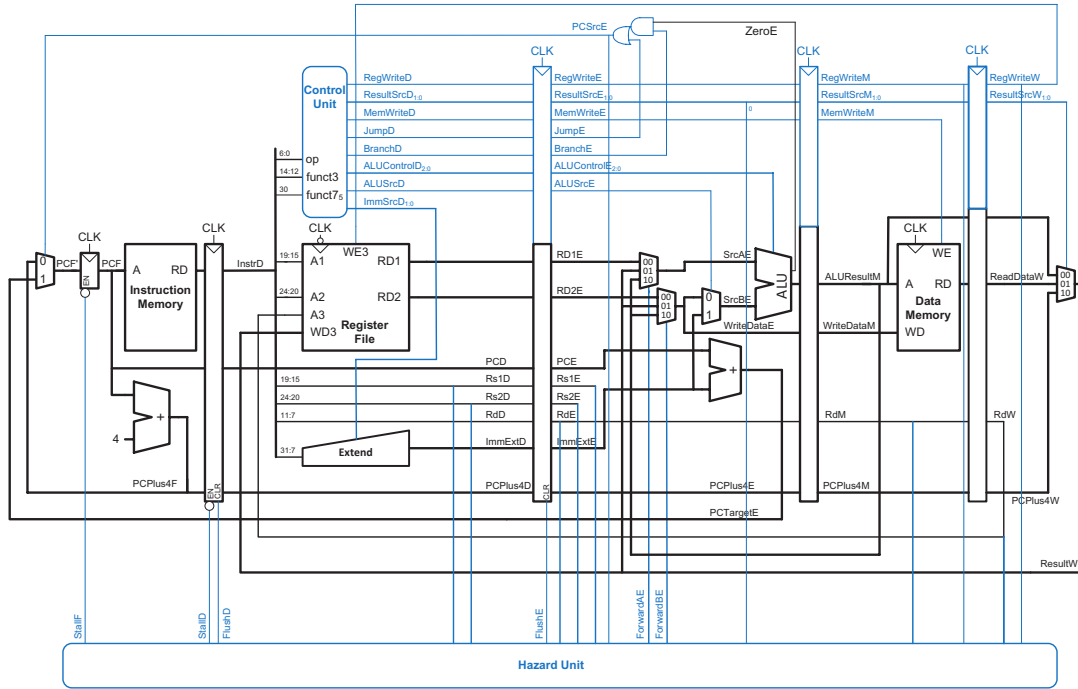 PCSrcE
ZeroE
CLK
CLK
CLK
Control Unit
RegWriteD
RegWriteE
RegWriteM
RegWriteW
ResultSrcD1:0
ResultSrcE1:0
ResultSrcM1:0
ResultSrcW1:0
0
MemWriteD
MemWriteE
MemWriteM
JumpD
JumpE
BranchD
BranchE
ALUControlD2:0
ALUControlE2:0
ALUSrcD
ALUSrcE
ImmSrcD1:0
6:0
op
14:12
funct3
30
funct75
CLK
CLK
CLK
CLK
0
1
PCF'
EN
PCF
A
RD
Instruction Memory
InstrD
19:15
A1
WE3
RD1
24:20
A2
RD2
A3
WD3
Register File
RD1E
RD2E
00
01
10
00
01
10
0
1
SrcAE
SrcBE
ALU
WriteDataE
ALUResultM
WriteDataM
WE
A
RD
Data Memory
WD
ReadDataW
00
01
10
PCD
PCE
+
19:15
Rs1D
Rs1E
24:20
Rs2D
Rs2E
11:7
RdD
RdE
RdM
RdW
31:7
Extend
ImmExtD
ImmExtE
+
4
PCPlus4F
EN
CLR
PCPlus4D
CLR
PCPlus4E
PCPlus4M
PCPlus4W
PCTargetE
ResultW
StallF
StallD
FlushD
FlushE
ForwardAE
ForwardBE
Hazard Unit